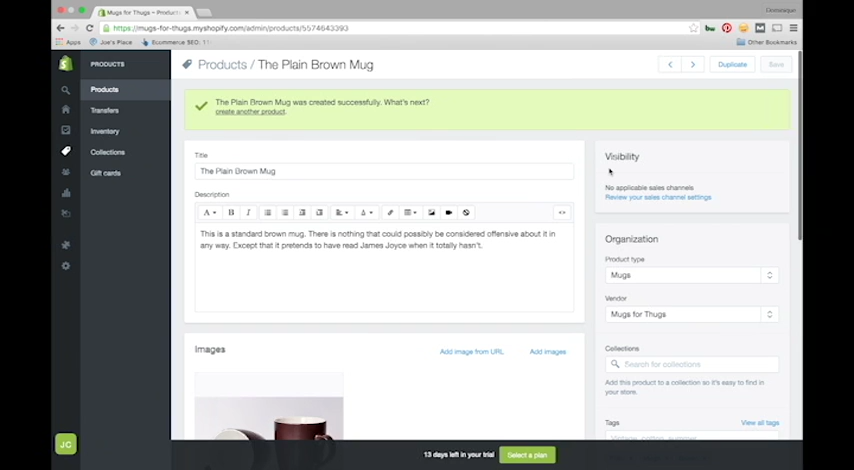 Mugs for Thugs ~ Products
Dominique
https://mugs-for-thugs.myshopify.com/admin/products/5574643393
Apps Joe's Place Ecommerce SEO: 11 Other Bookmarks
PRODUCTS
Products
Transfers
Inventory
Collections
Gift cards
JC
Products / The Plain Brown Mug
Duplicate Save
The Plain Brown Mug was created successfully. What's next?
create another product.
Title
The Plain Brown Mug
Description
This is a standard brown mug. There is nothing that could possibly be considered offensive about it in
any way. Except that it pretends to have read James Joyce when it totally hasn't.
Images Add image from URL Add images
Visibility
No applicable sales channels
Review your sales channel settings
Organization
Product type
Mugs
Vendor
Mugs for Thugs
Collections
Search for collections
Add this product to a collection so it's easy to find in
your store.
Tags View all tags
Vintage, cotton, summer
13 days left in your trial Select a plan